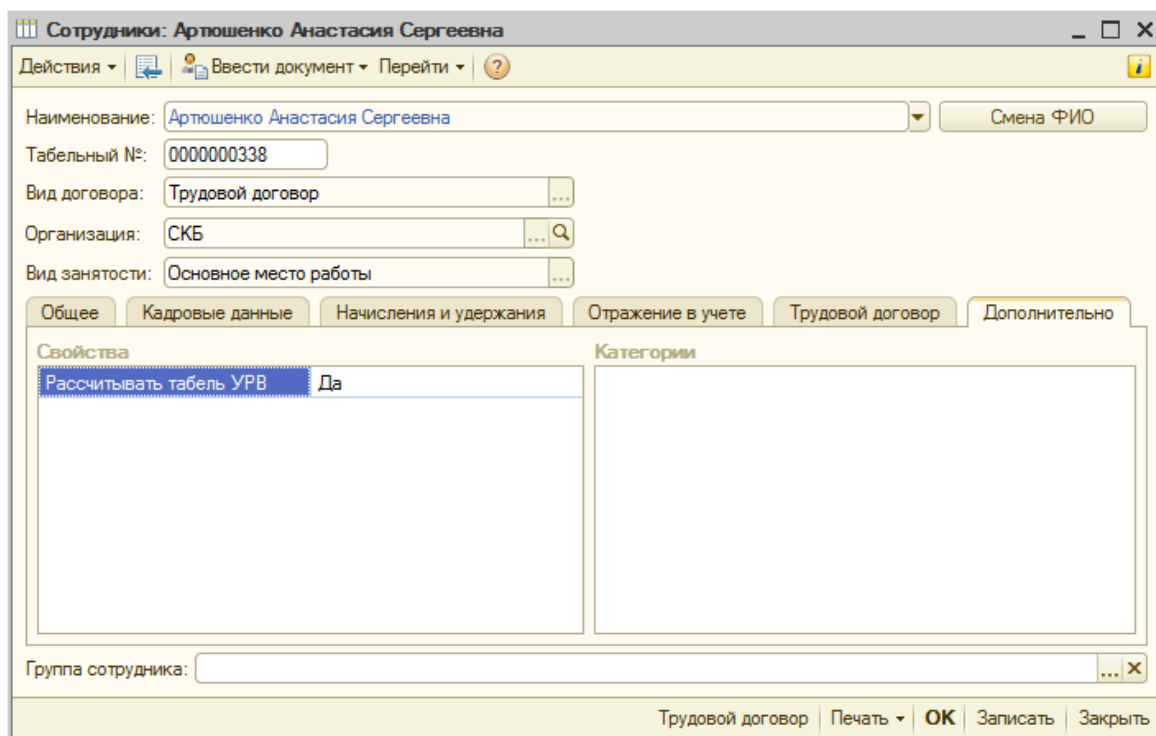 Сотрудники: Артюшенко Анастасия Сергеевна
Действия Ввести документ Перейти
Наименование: Артюшенко Анастасия Сергеевна Смена ФИО
Табельный №: 0000000338
Вид договора: Трудовой договор ...
Организация: СКБ ...
Вид занятости: Основное место работы ...
Общее Кадровые данные Начисления и удержания Отражение в учете Трудовой договор Дополнительно
Свойства Категории
Рассчитывать табель УРВ Да
Группа сотрудника: ... x
Трудовой договор Печать OK Записать Закрыть